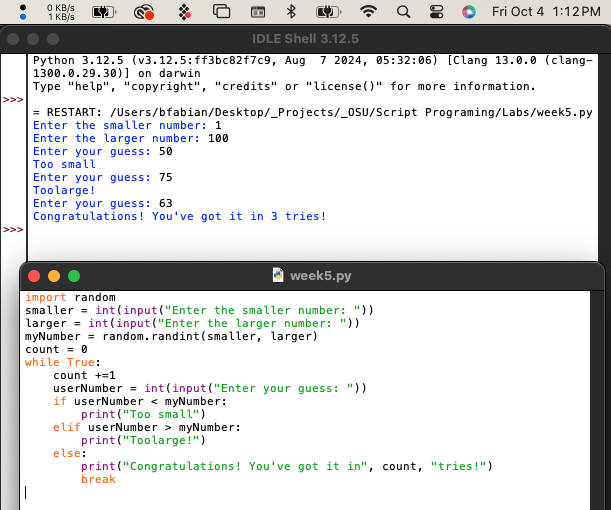 0 KB/s
1 KB/s
Fri Oct 4 1:12 PM
IDLE Shell 3.12.5
Python 3.12.5 (v3.12.5:ff3bc82f7c9, Aug  7 2024, 05:32:06) [Clang 13.0.0 (clang-
1300.0.29.30)] on darwin
Type "help", "copyright", "credits" or "license()" for more information.
>>>
= RESTART: /Users/bfabian/Desktop/_Projects/_OSU/Script Programing/Labs/week5.py
Enter the smaller number: 1
Enter the larger number: 100
Enter your guess: 50
Too small
Enter your guess: 75
Toolarge!
Enter your guess: 63
Congratulations! You've got it in 3 tries!
>>>
week5.py
import random
smaller = int(input("Enter the smaller number: "))
larger = int(input("Enter the larger number: "))
myNumber = random.randint(smaller, larger)
count = 0
while True:
    count +=1
    userNumber = int(input("Enter your guess: "))
    if userNumber < myNumber:
        print("Too small")
    elif userNumber > myNumber:
        print("Toolarge!")
    else:
        print("Congratulations! You've got it in", count, "tries!")
        break